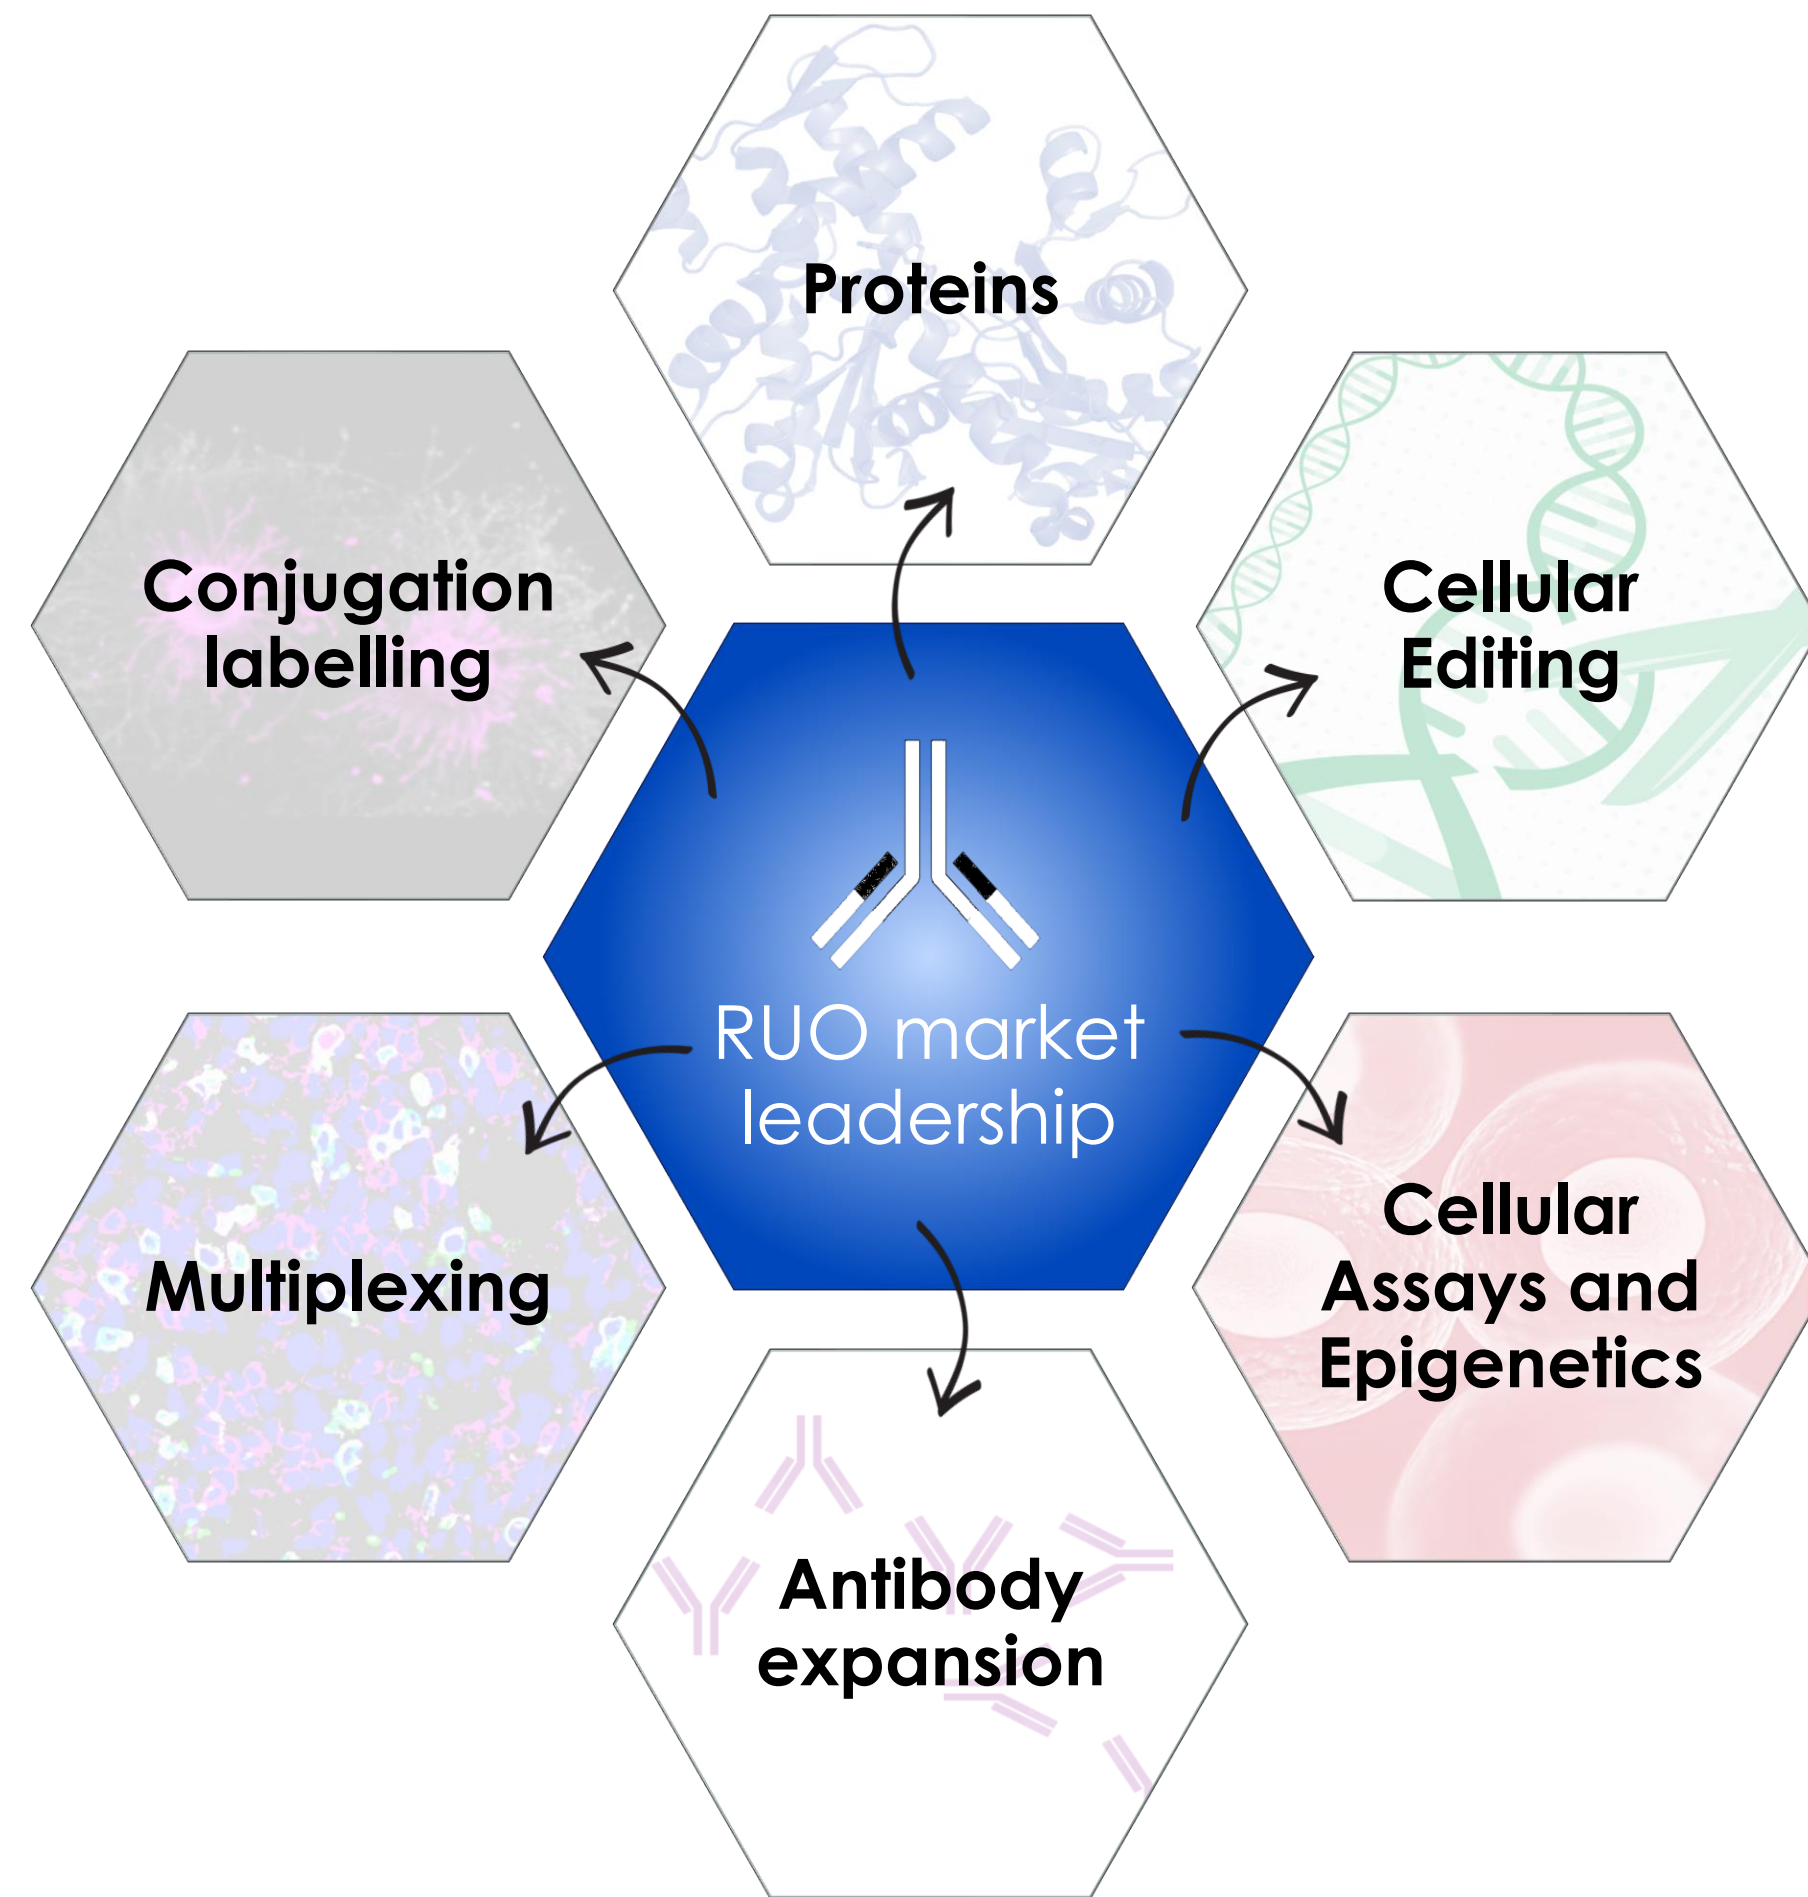 Proteins
Conjugation
labelling
Cellular
Editing
RUO market
leadership
Multiplexing
Cellular
Assays and
Epigenetics
Antibody
expansion